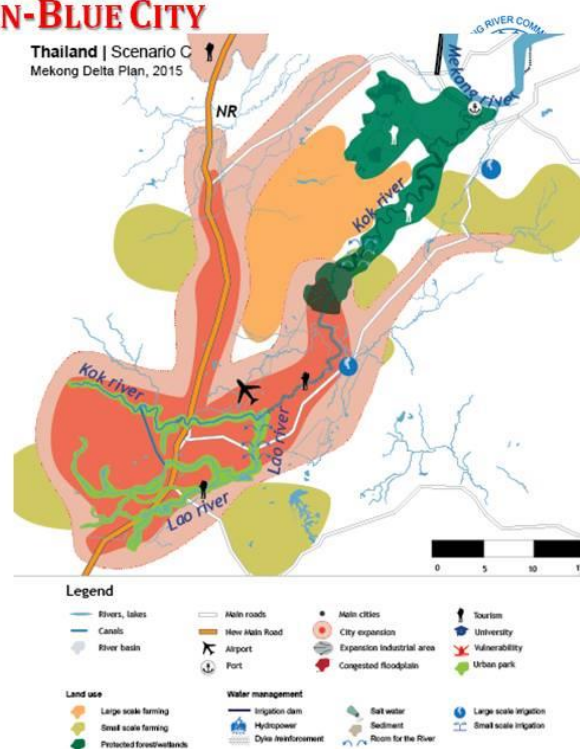 N-BLUE CITY
NG RIVER COMM
Thailand | Scenario C
Mekong Delta Plan, 2015
NR
Mekong river
Kok river
Kok river
Lao river
Lao river
0 5 10 1
Legend
Rivers, lakes
Canals
River basin
Main roads
New Main Road
Airport
Port
Main cities
City expansion
Expansion industrial area
Congested floodplain
Tourism
University
Vulnerability
Urban park
Land use
Large scale farming
Small scale farming
Protected forest/wetlands
Water management
Irrigation dam
Hydropower
Dyke reinforcement
Salt water
Sediment
Room for the River
Large scale irrigation
Small scale irrigation